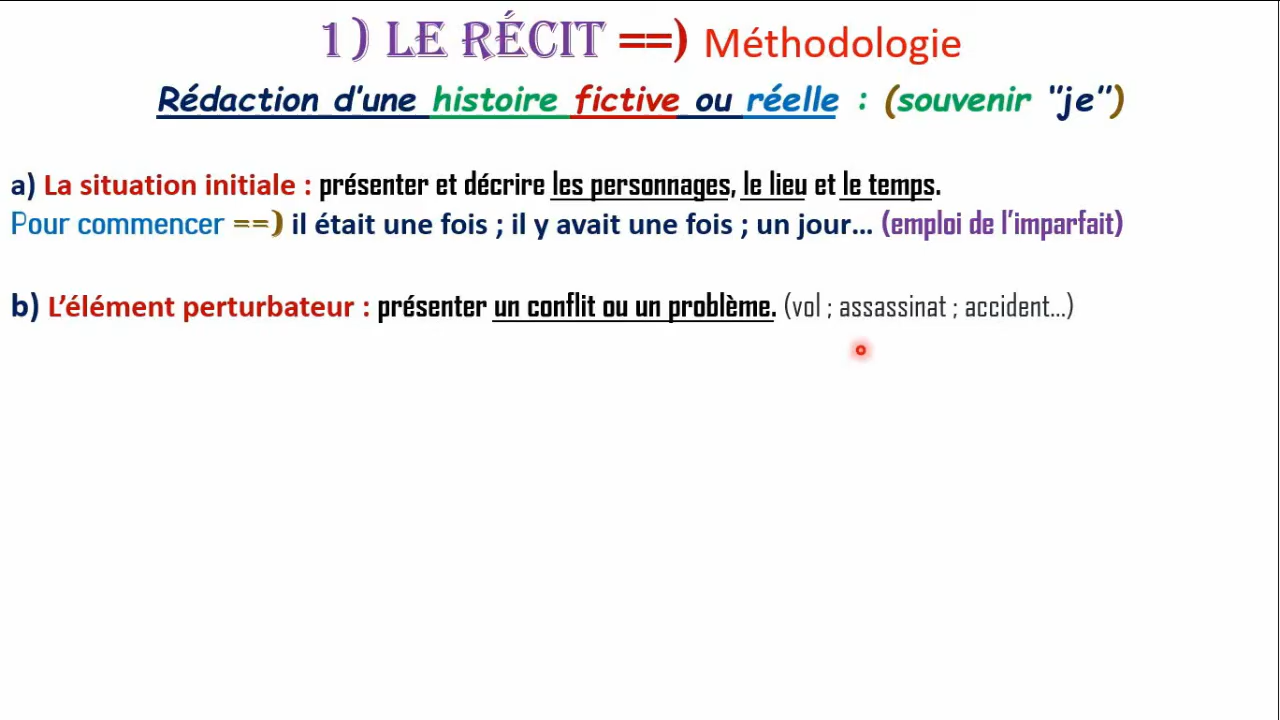 1) LE RÉCIT ==) Méthodologie
Rédaction d'une histoire fictive ou réelle : (souvenir "je")
a) La situation initiale : présenter et décrire les personnages, le lieu et le temps.
Pour commencer ==) il était une fois ; il y avait une fois ; un jour... (emploi de l'imparfait)
b) L'élément perturbateur : présenter un conflit ou un problème. (vol ; assassinat ; accident...)